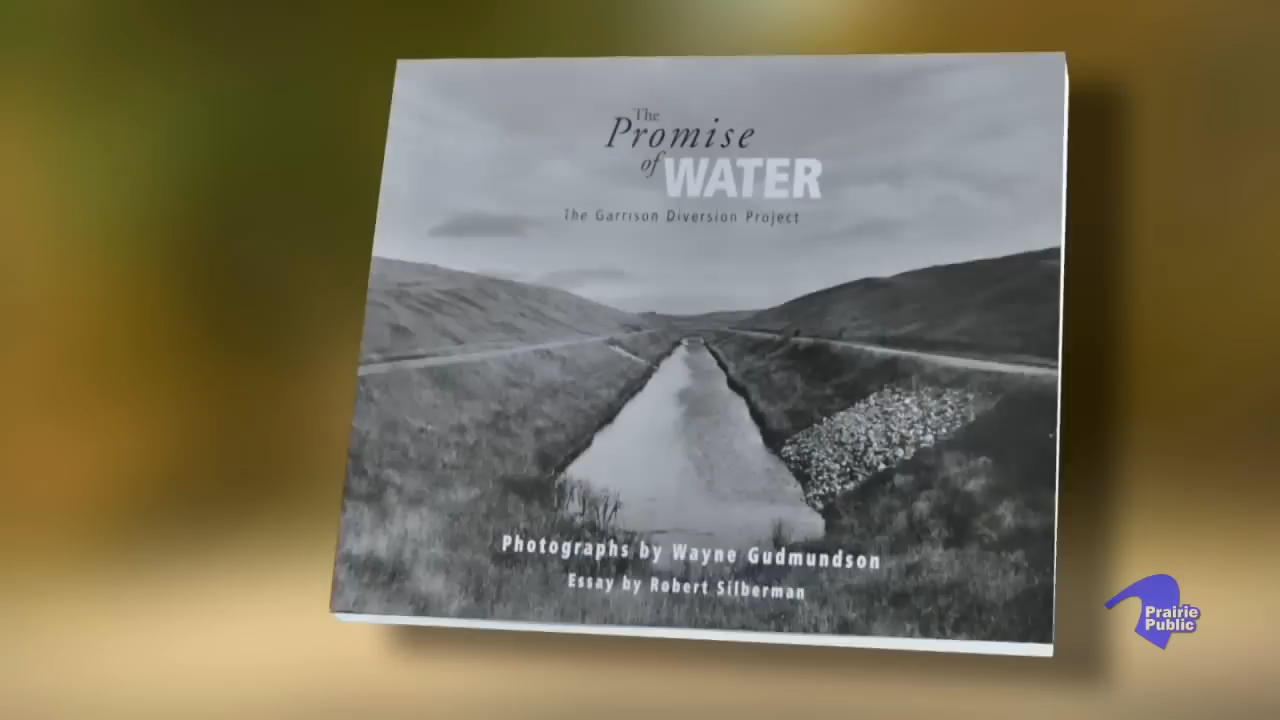 The
Promise
of WATER
The Garrison Diversion Project
Photographs by Wayne Gudmundson
Essay by Robert Silberman
Prairie
Public